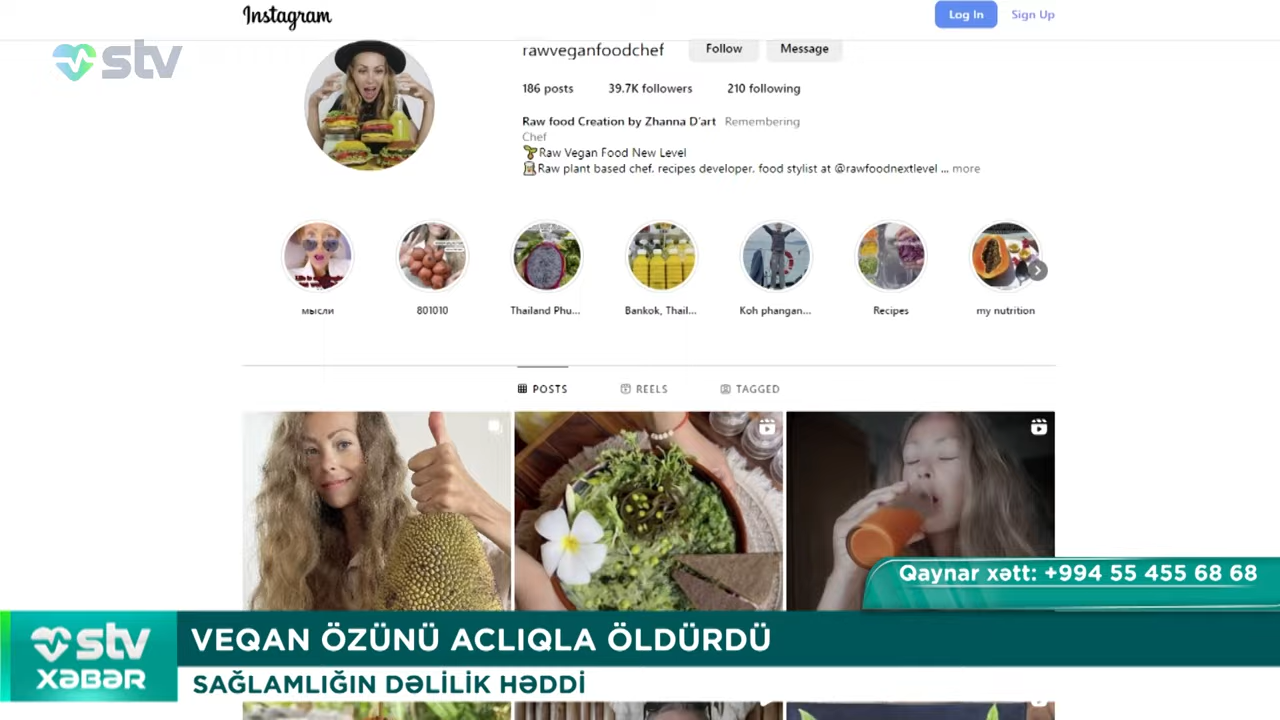 Instagram
Log In
Sign Up
stv
rawveganfoodchef
Follow
Message
186 posts
39.7K followers
210 following
Raw food Creation by Zhanna D'art Remembering
Chef
Raw Vegan Food New Level
Raw plant based chef. recipes developer. food stylist at @rawfoodnextlevel ... more
мысли
801010
Thailand Phu...
Bankok, Thail...
Koh phangan...
Recipes
my nutrition
POSTS
REELS
TAGGED
Qaynar xətt: +994 55 455 68 68
stv
XƏBƏR
VEQAN ÖZÜNÜ ACLIQLA ÖLDÜRDÜ
SAĞLAMLIĞIN DƏLİLİK HƏDDİ